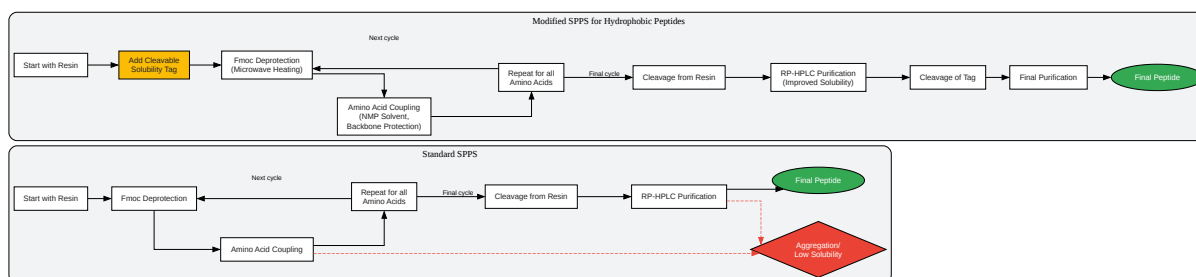 Modified SPPS for Hydrophobic Peptides
Next cycle
Start with Resin
Add Cleavable
Solubility Tag
Fmoc Deprotection
(Microwave Heating)
Repeat for all
Amino Acids
Final cycle
Cleavage from Resin
RP-HPLC Purification
(Improved Solubility)
Cleavage of Tag
Final Purification
Final Peptide
Amino Acid Coupling
(NMP Solvent,
Backbone Protection)
Standard SPPS
Next cycle
Final Peptide
Start with Resin
Fmoc Deprotection
Repeat for all
Amino Acids
Final cycle
Cleavage from Resin
RP-HPLC Purification
Amino Acid Coupling
Aggregation/
Low Solubility